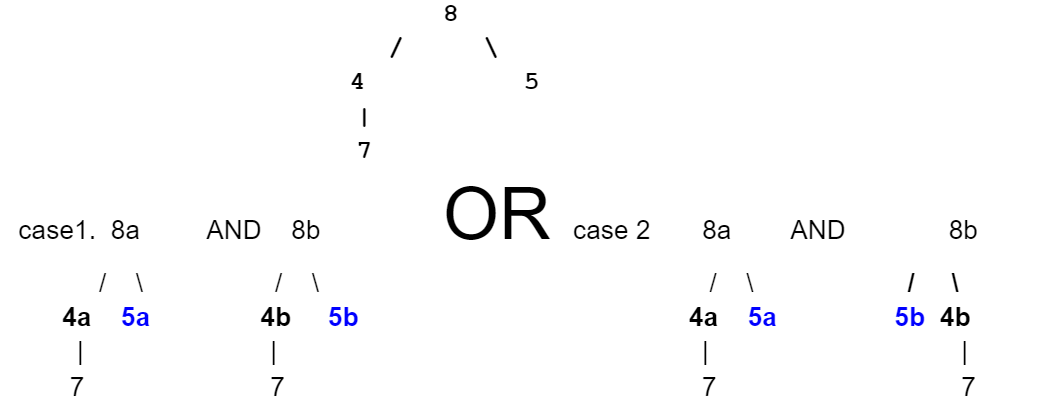 8
/ \
4 5
|
7
case1. 8a AND 8b OR case 2 8a AND 8b
/ \ / \ / \ / \
4a 5a 4b 5b 4a 5a 5b 4b
| | | |
7 7 7 7